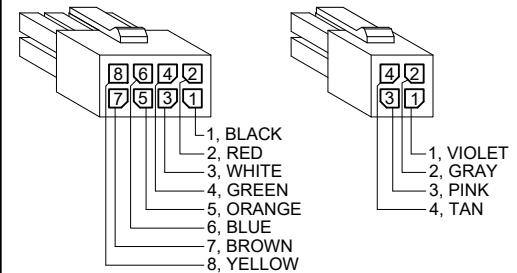 8 6 4 2
7 5 3 1
1, BLACK
2, RED
3, WHITE
4, GREEN
5, ORANGE
6, BLUE
7, BROWN
8, YELLOW
4 2
3 1
1, VIOLET
2, GRAY
3, PINK
4, TAN